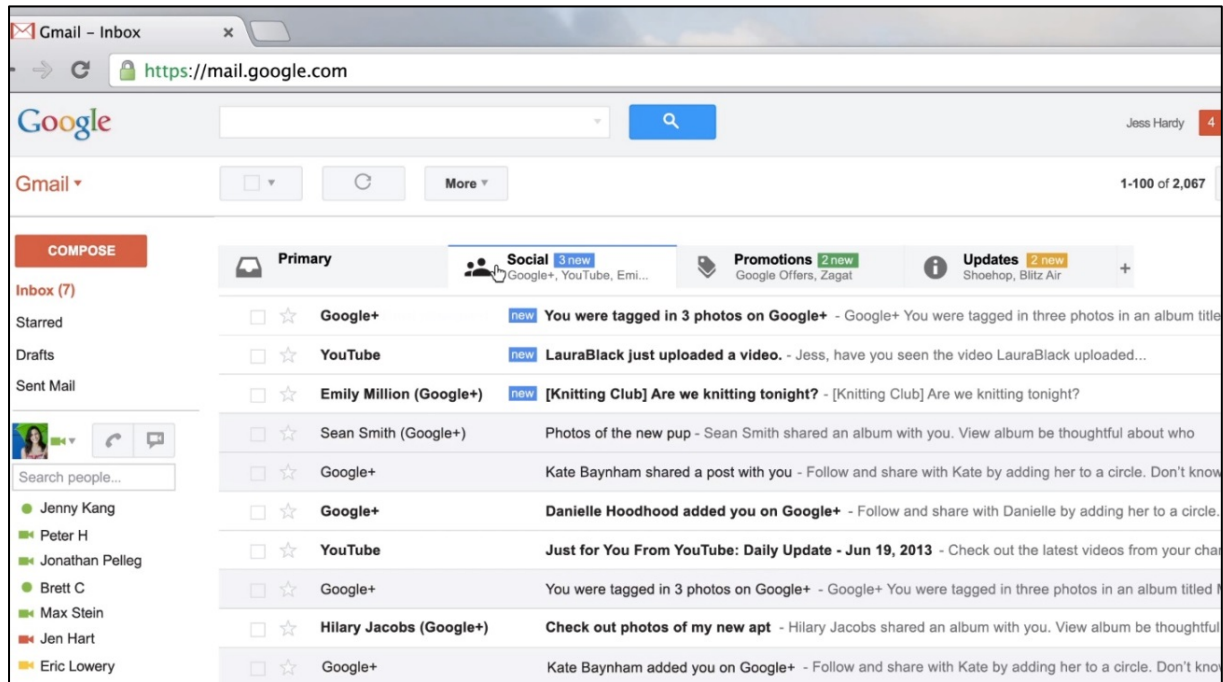 Gmail – Inbox
https://mail.google.com
Google
Jess Hardy 4
Gmail
More
1-100 of 2,067
COMPOSE
Primary
Social 3 new
Google+, YouTube, Emi...
Promotions 2 new
Google Offers, Zagat
Updates 2 new
Shoehop, Blitz Air
+
Inbox (7)
Starred
Drafts
Sent Mail
Search people...
Jenny Kang
Peter H
Jonathan Pelleg
Brett C
Max Stein
Jen Hart
Eric Lowery
Google+ new You were tagged in 3 photos on Google+ - Google+ You were tagged in three photos in an album title
YouTube new LauraBlack just uploaded a video. - Jess, have you seen the video LauraBlack uploaded...
Emily Million (Google+) new [Knitting Club] Are we knitting tonight? - [Knitting Club] Are we knitting tonight?
Sean Smith (Google+) Photos of the new pup - Sean Smith shared an album with you. View album be thoughtful about who
Google+ Kate Baynham shared a post with you - Follow and share with Kate by adding her to a circle. Don't know
Google+ Danielle Hoodhood added you on Google+ - Follow and share with Danielle by adding her to a circle.
YouTube Just for You From YouTube: Daily Update - Jun 19, 2013 - Check out the latest videos from your
Google+ You were tagged in 3 photos on Google+ - Google+ You were tagged in three photos in an album titled
Hilary Jacobs (Google+) Check out photos of my new apt - Hilary Jacobs shared an album with you. View album be thoughtful
Google+ Kate Baynham added you on Google+ - Follow and share with Kate by adding her to a circle. Don't